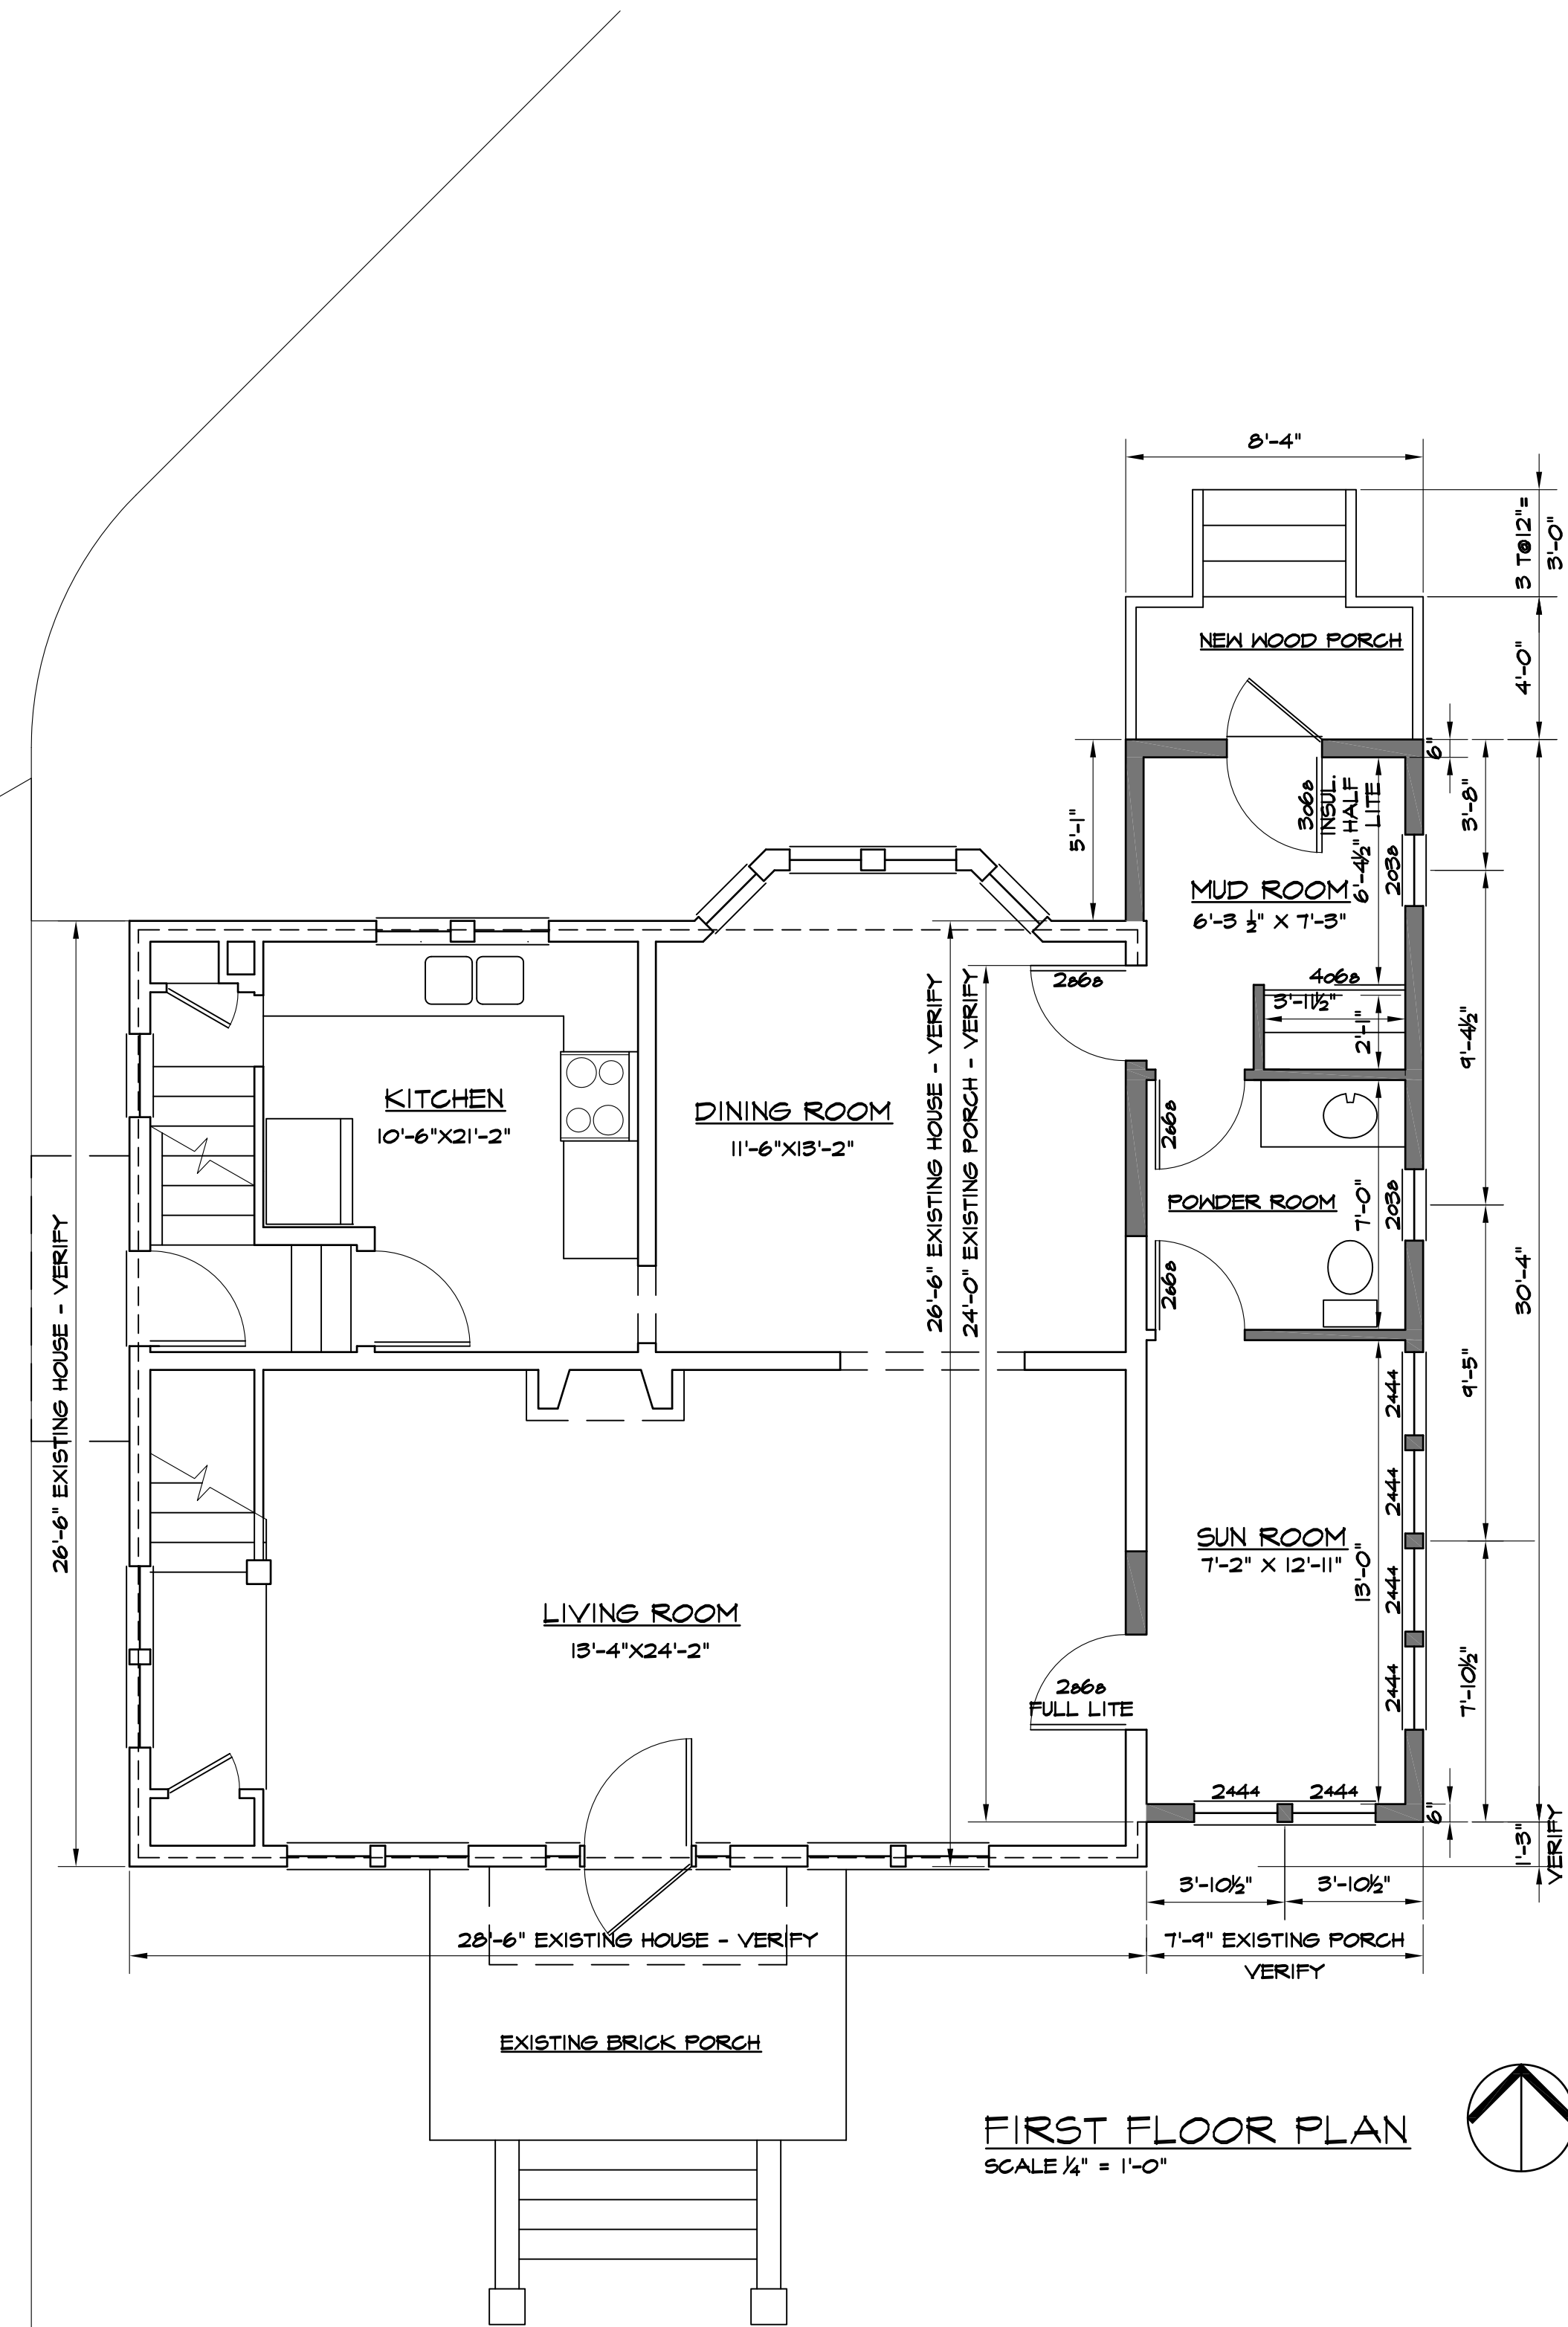 8'-4"
3 T@12"=
3'-0"
NEW WOOD PORCH
4'-0"
6"
5'-1"
3068
INSUL.
HALF
LITE
3'-8"
MUD ROOM
6'-3 ½" X 7'-3"
6'-4½"
2038
2868
4068
3'-11½"
2'-1"
9'-4½"
KITCHEN
10'-6"X21'-2"
DINING ROOM
11'-6"X13'-2"
26'-6" EXISTING HOUSE - VERIFY
24'-0" EXISTING PORCH - VERIFY
2668
POWDER ROOM
7'-0"
2038
2668
30'-4"
26'-6" EXISTING HOUSE - VERIFY
9'-5"
2444
2444
SUN ROOM
7'-2" X 12'-11"
13'-0"
2444
2444
LIVING ROOM
13'-4"X24'-2"
2868
FULL LITE
7'-10½"
2444
2444
6"
1'-3"
VERIFY
3'-10½"
3'-10½"
28'-6" EXISTING HOUSE - VERIFY
7'-9" EXISTING PORCH
VERIFY
EXISTING BRICK PORCH
FIRST FLOOR PLAN
SCALE ¼" = 1'-0"